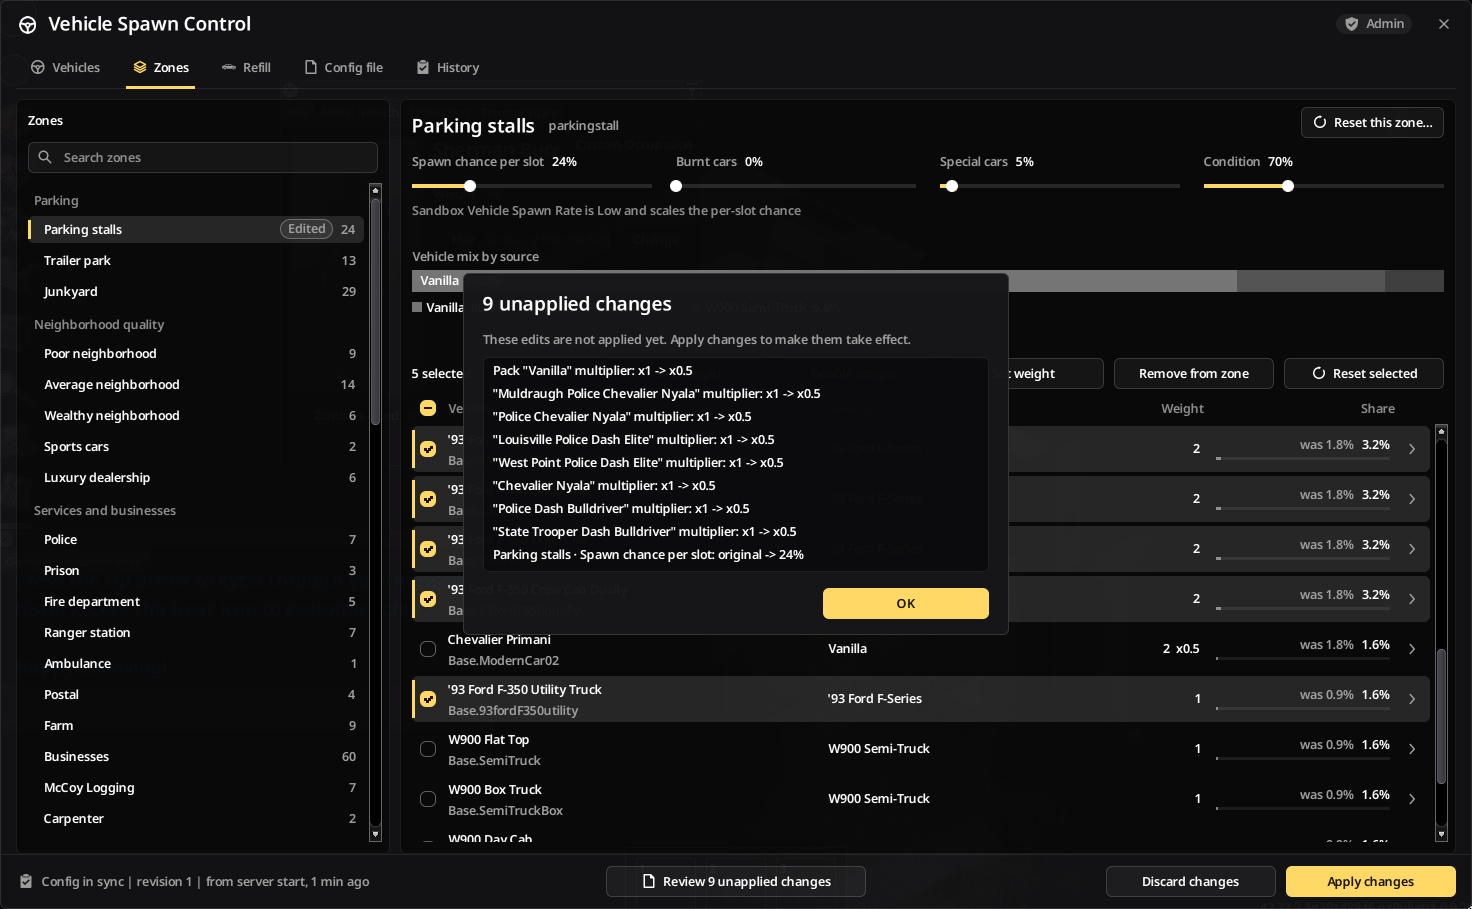 Vehicle Spawn Control
Admin
Vehicles
Zones
Refill
Config file
History
Zones
Search zones
Parking
Parking stalls Edited 24
Trailer park 13
Junkyard 29
Neighborhood quality
Poor neighborhood 9
Average neighborhood 14
Wealthy neighborhood 6
Sports cars 2
Luxury dealership 6
Services and businesses
Police 7
Prison 3
Fire department 5
Ranger station 7
Ambulance 1
Postal 4
Farm 9
Businesses 60
McCoy Logging 7
Carpenter 2
Parking stalls parkingstall
Reset this zone...
Spawn chance per slot 24%
Burnt cars 0%
Special cars 5%
Condition 70%
Sandbox Vehicle Spawn Rate is Low and scales the per-slot chance
Vehicle mix by source
Vanilla
Vanilla
5 selected
weight
Remove from zone
Reset selected
Weight
Share
'93
2 was 1.8% 3.2%
'93
2 was 1.8% 3.2%
'93
2 was 1.8% 3.2%
'93
2 was 1.8% 3.2%
Chevalier Primani
Base.ModernCar02
Vanilla
2 x0.5
was 1.8% 1.6%
'93 Ford F-350 Utility Truck
Base.93fordF350utility
'93 Ford F-Series
1
was 0.9% 1.6%
W900 Flat Top
Base.SemiTruck
W900 Semi-Truck
1
was 0.9% 1.6%
W900 Box Truck
Base.SemiTruckBox
W900 Semi-Truck
1
was 0.9% 1.6%
W900 Day Cab
9 unapplied changes
These edits are not applied yet. Apply changes to make them take effect.
Pack "Vanilla" multiplier: x1 -> x0.5
"Muldraugh Police Chevalier Nyala" multiplier: x1 -> x0.5
"Police Chevalier Nyala" multiplier: x1 -> x0.5
"Louisville Police Dash Elite" multiplier: x1 -> x0.5
"West Point Police Dash Elite" multiplier: x1 -> x0.5
"Chevalier Nyala" multiplier: x1 -> x0.5
"Police Dash Bulldriver" multiplier: x1 -> x0.5
"State Trooper Dash Bulldriver" multiplier: x1 -> x0.5
Parking stalls · Spawn chance per slot: original -> 24%
OK
Config in sync | revision 1 | from server start, 1 min ago
Review 9 unapplied changes
Discard changes
Apply changes